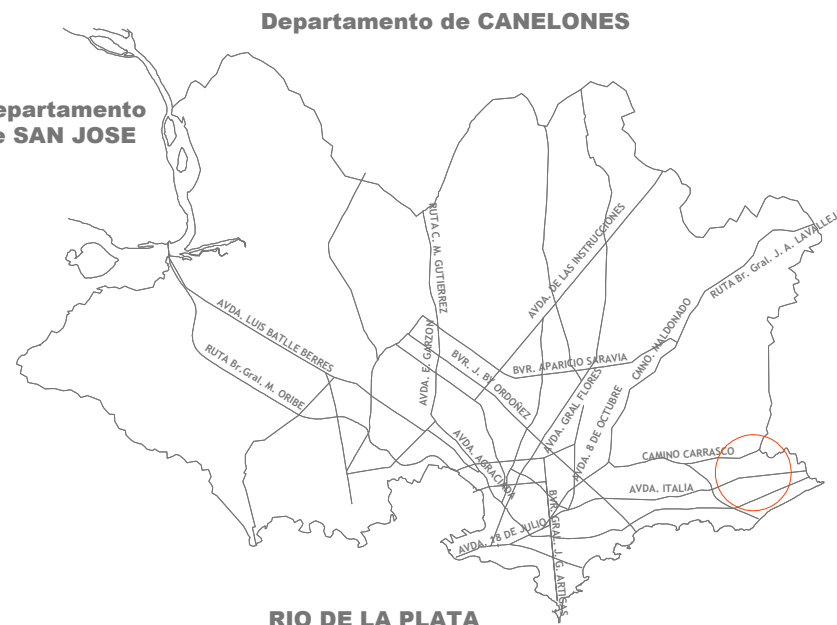 Departamento de CANELONES
epartamento
e SAN JOSE
RUTA C. M. GUTIERREZ
AVDA. DE LAS INSTRUCCIONES
RUTA Br. Gral. J. A. LAVALLEJ
AVDA. LUIS BATLLE BERRES
RUTA Br.Gral. M. ORIBE
AVDA. E. GARZON
BVR. J. BY ORDOÑEZ
BVR. APARICIO SARAVIA
CMNO. MALDONADO
AVDA. GRAL FLORES
AVDA. 8 DE OCTUBRE
AVDA. AGRACIADA
CAMINO CARRASCO
AVDA. ITALIA
AVDA. 18 DE JULIO
BVR. GRAL. J. G. ARTIGAS
RIO DE LA PLATA